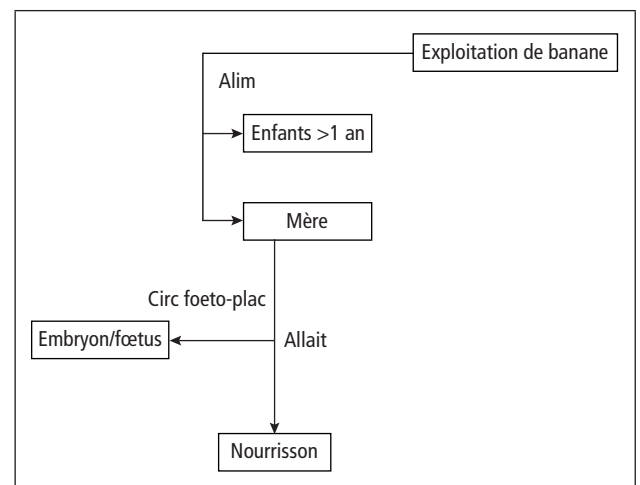 Exploitation de banane
Alim
Enfants >1 an
Mère
Circ foeto-plac
Embryon/fœtus
Allait
Nourrisson